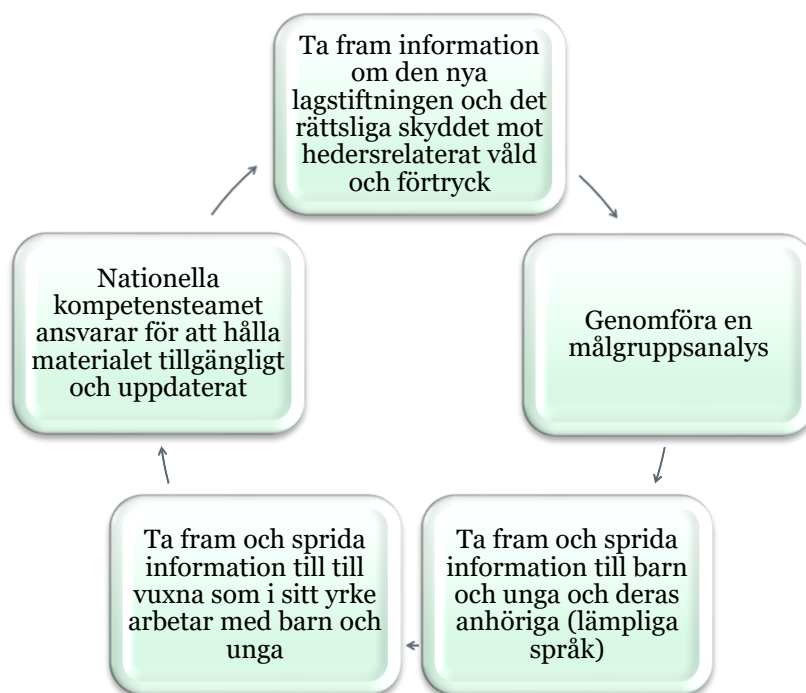 Ta fram information
om den nya
lagstiftningen och det
rättsliga skyddet mot
hedersrelaterat våld
och förtryck
Genomföra en
målgruppsanalys
Ta fram och sprida
information till barn
och unga och deras
anhöriga (lämpliga
språk)
Ta fram och sprida
information till till
vuxna som i sitt yrke
arbetar med barn och
unga
Nationella
kompetensteamet
ansvarar för att hålla
materialet tillgängligt
och uppdaterat